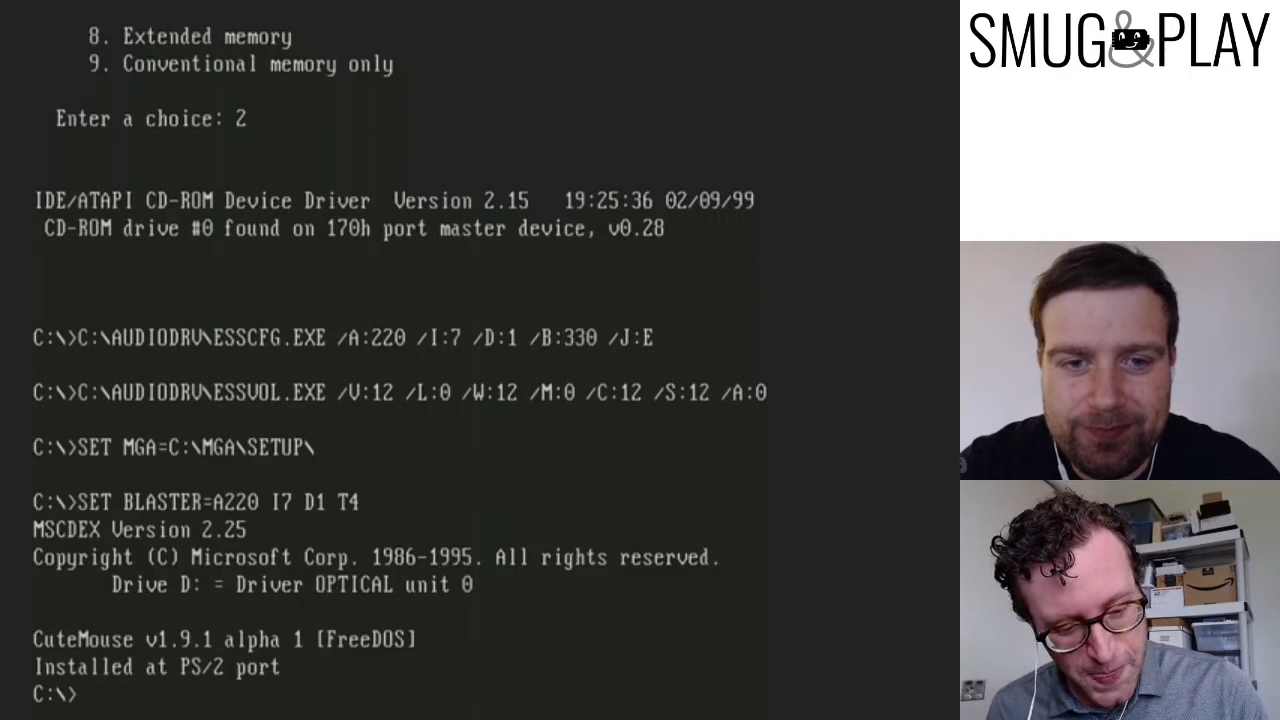 8. Extended memory
9. Conventional memory only
Enter a choice: 2
IDE/ATAPI CD-ROM Device Driver  Version 2.15   19:25:36 02/09/99
CD-ROM drive #0 found on 170h port master device, v0.28
C:\>C:\AUDIODRV\ESSCFG.EXE /A:220 /I:7 /D:1 /B:330 /J:E
C:\>C:\AUDIODRV\ESSVOL.EXE /V:12 /L:0 /W:12 /M:0 /C:12 /S:12 /A:0
C:\>SET MGA=C:\MGA\SETUP\
C:\>SET BLASTER=A220 I7 D1 T4
MSCDEX Version 2.25
Copyright (C) Microsoft Corp. 1986-1995. All rights reserved.
Drive D: = Driver OPTICAL unit 0
CuteMouse v1.9.1 alpha 1 [FreeDOS]
Installed at PS/2 port
C:\>
SMUG&PLAY